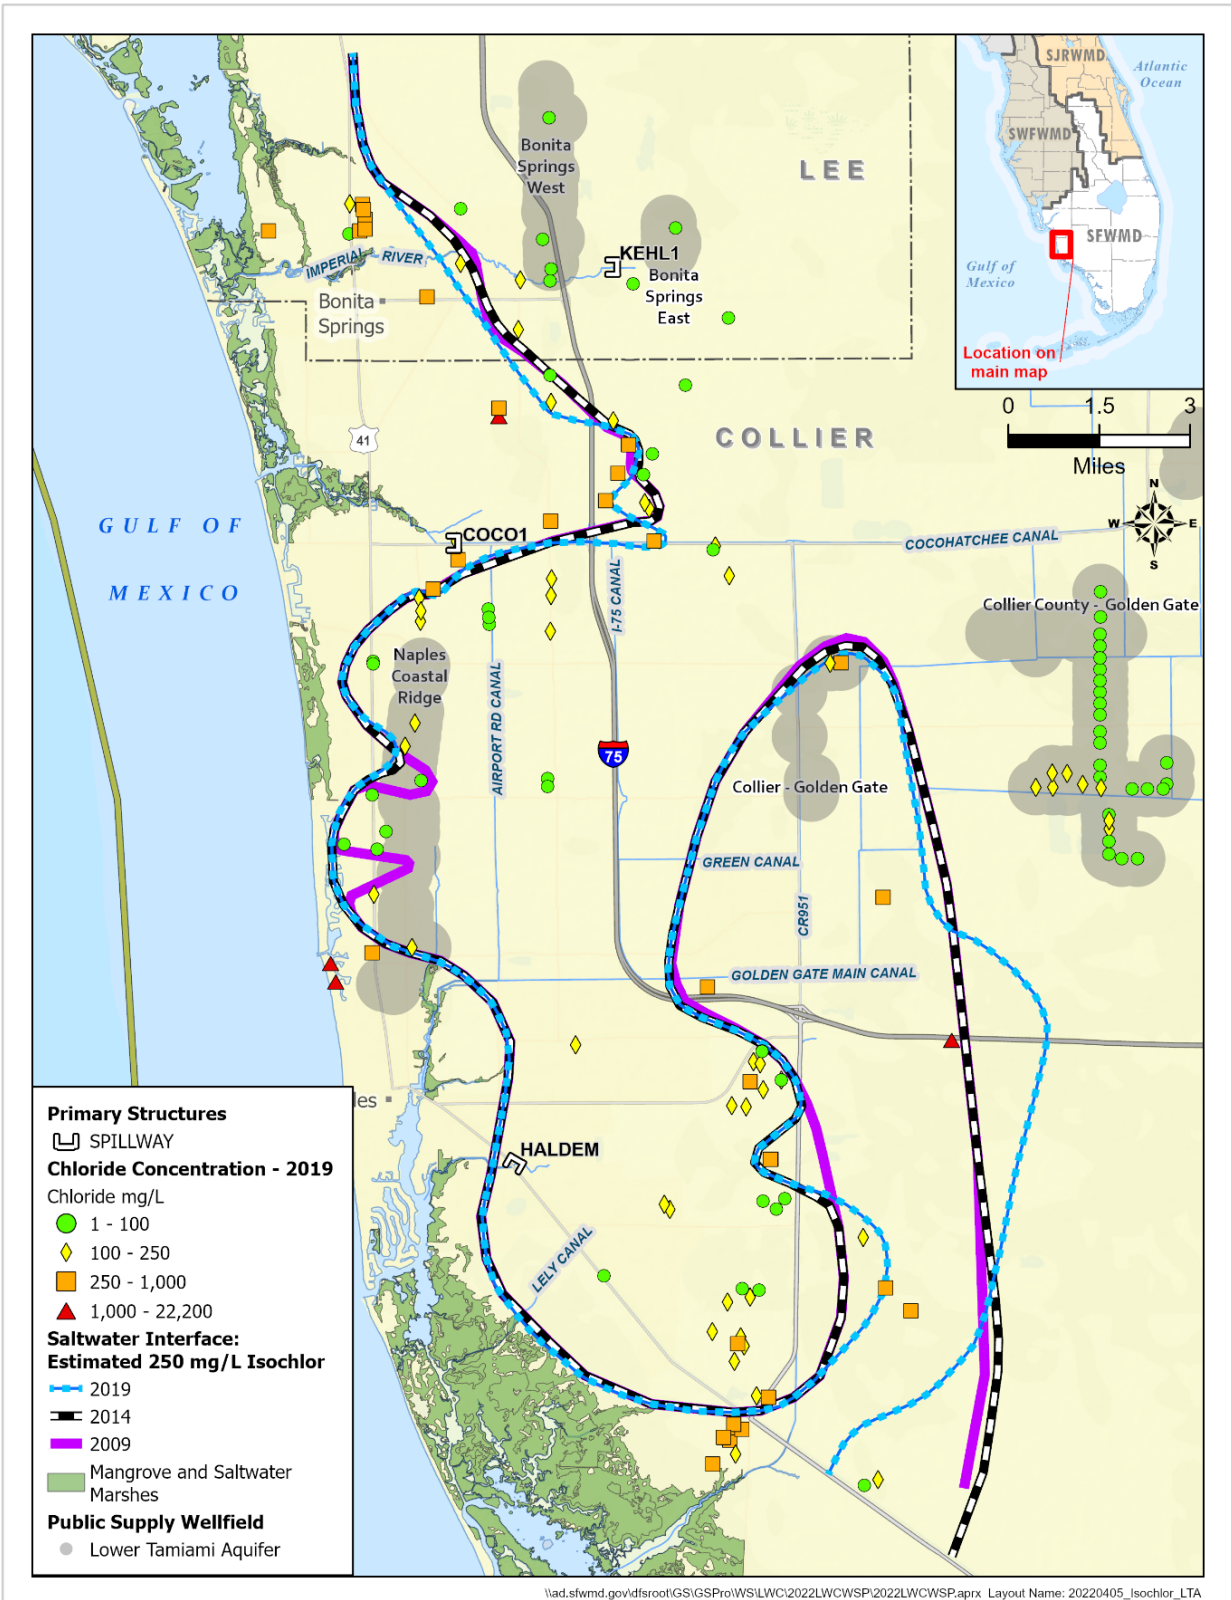 SJRWMD
Atlantic
Ocean
SWFWMD
SFWMD
Gulf of
Mexico
Location on
main map
0 1.5 3
Miles
N
W E
S
Bonita
Springs
West
LEE
KEHL1
Bonita
Springs
East
IMPERIAL RIVER
Bonita
Springs
41
COLLIER
GULF OF
MEXICO
COCO1
COCOHATCHEE CANAL
I-75 CANAL
Collier County - Golden Gate
Naples
Coastal
Ridge
AIRPORT RD CANAL
75
Collier - Golden Gate
GREEN CANAL
CR951
GOLDEN GATE MAIN CANAL
les
HALDEM
LELY CANAL
Primary Structures
SPILLWAY
Chloride Concentration - 2019
Chloride mg/L
1 - 100
100 - 250
250 - 1,000
1,000 - 22,200
Saltwater Interface:
Estimated 250 mg/L Isochlor
2019
2014
2009
Mangrove and Saltwater
Marshes
Public Supply Wellfield
Lower Tamiami Aquifer
\\ad.sfwmd.gov\dfsroot\GS\GSPro\WS\LWC\2022LWCWSP\2022LWCWSP.aprx Layout Name: 20220405_Isochlor_LTA